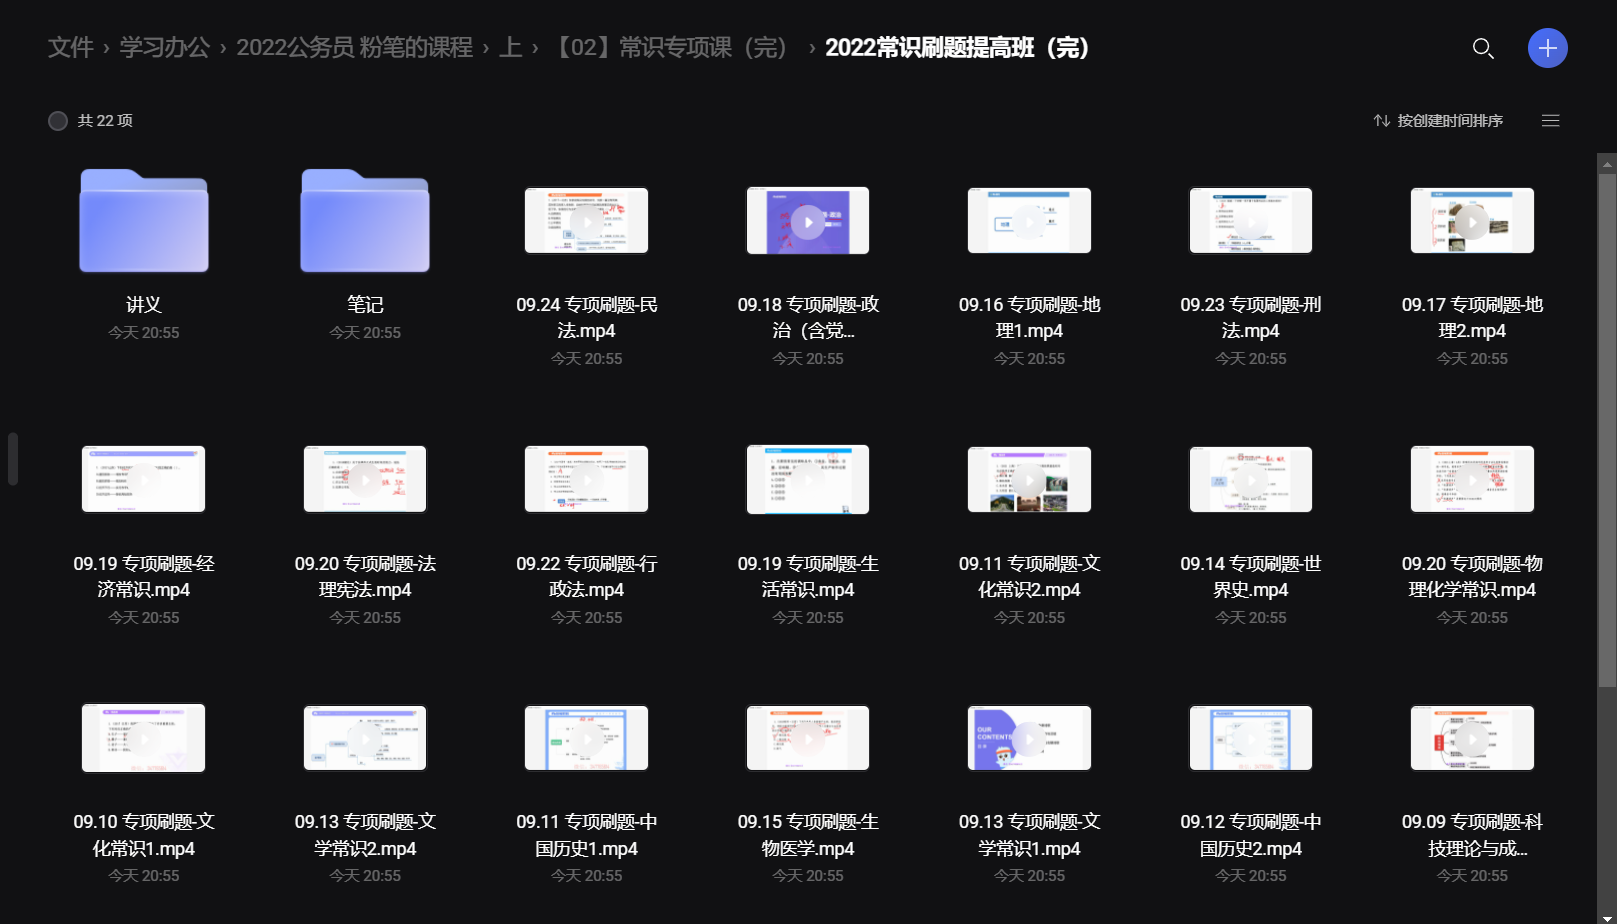 文件 › 学习办公 › 2022公务员 粉笔的课程 › 上 › 【02】常识专项课（完） › 2022常识刷题提高班（完）
共 22 项
按创建时间排序
讲义
今天 20:55
笔记
今天 20:55
09.24 专项刷题-民
法.mp4
今天 20:55
09.18 专项刷题-政
治（含党...
今天 20:55
09.16 专项刷题-地
理1.mp4
今天 20:55
09.23 专项刷题-刑
法.mp4
今天 20:55
09.17 专项刷题-地
理2.mp4
今天 20:55
09.19 专项刷题-经
济常识.mp4
今天 20:55
09.20 专项刷题-法
理宪法.mp4
今天 20:55
09.22 专项刷题-行
政法.mp4
今天 20:55
09.19 专项刷题-生
活常识.mp4
今天 20:55
09.11 专项刷题-文
化常识2.mp4
今天 20:55
09.14 专项刷题-世
界史.mp4
今天 20:55
09.20 专项刷题-物
理化学常识.mp4
今天 20:55
09.10 专项刷题-文
化常识1.mp4
今天 20:55
09.13 专项刷题-文
学常识2.mp4
今天 20:55
09.11 专项刷题-中
国历史1.mp4
今天 20:55
09.15 专项刷题-生
物医学.mp4
今天 20:55
OUR
CONTENTS
09.13 专项刷题-文
学常识1.mp4
今天 20:55
09.12 专项刷题-中
国历史2.mp4
今天 20:55
09.09 专项刷题-科
技理论与成...
今天 20:55